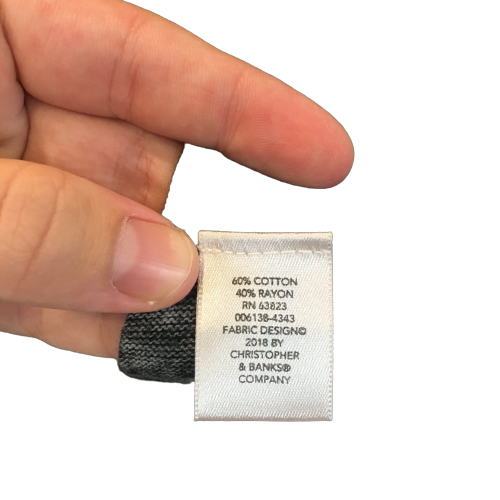 60% COTTON
40% RAYON
RN 63823
006138-4343
FABRIC DESIGN©
2018 BY
CHRISTOPHER
& BANKS®
COMPANY